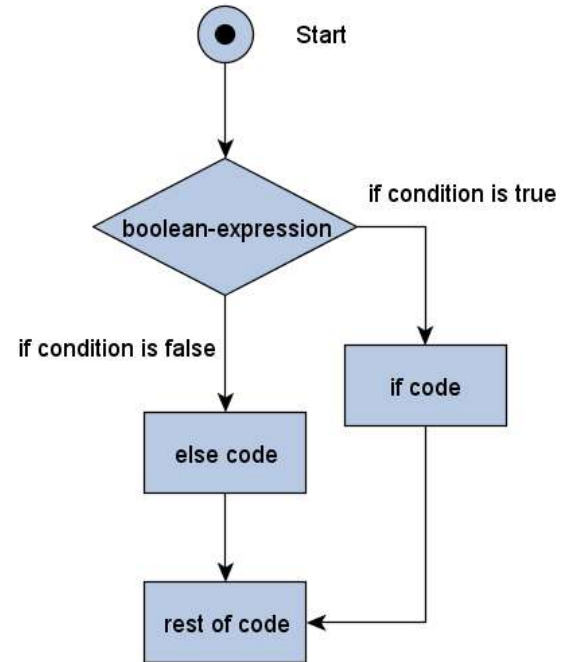 Start
if condition is true
boolean-expression
if condition is false
if code
else code
rest of code